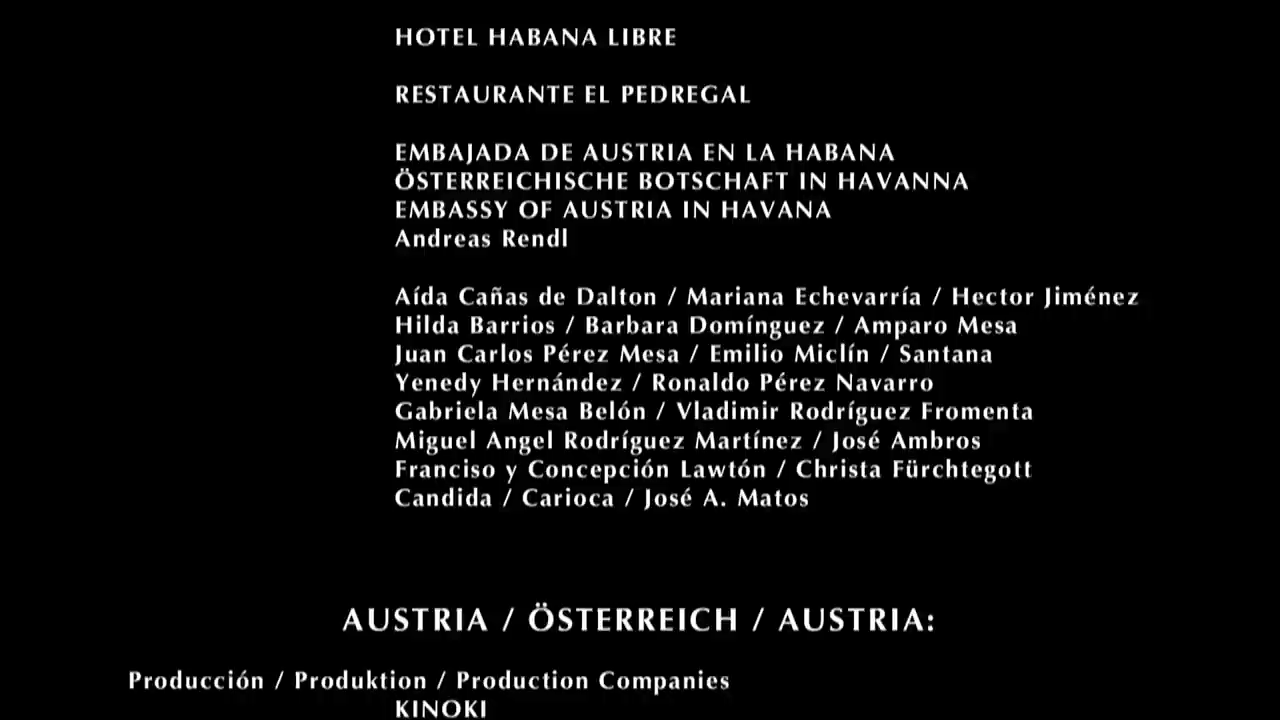 HOTEL HABANA LIBRE
RESTAURANTE EL PEDREGAL
EMBAJADA DE AUSTRIA EN LA HABANA
ÖSTERREICHISCHE BOTSCHAFT IN HAVANNA
EMBASSY OF AUSTRIA IN HAVANA
Andreas Rendl
Aída Cañas de Dalton / Mariana Echevarría / Hector Jiménez
Hilda Barrios / Barbara Domínguez / Amparo Mesa
Juan Carlos Pérez Mesa / Emilio Miclín / Santana
Yenedy Hernández / Ronaldo Pérez Navarro
Gabriela Mesa Belón / Vladimir Rodríguez Fromenta
Miguel Angel Rodríguez Martínez / José Ambros
Franciso y Concepción Lawtón / Christa Fürchtegott
Candida / Carioca / José A. Matos
AUSTRIA / ÖSTERREICH / AUSTRIA:
Producción / Produktion / Production Companies
KINOKI